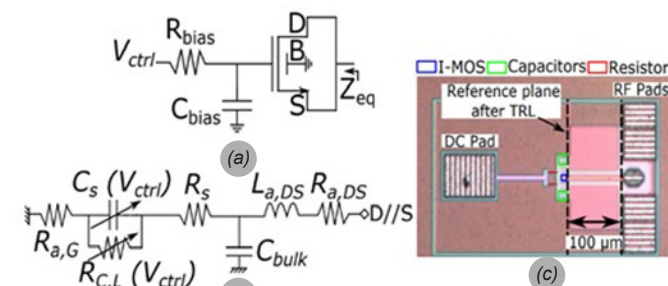 D
R_bias
V_ctrl
B
C_bias
S
Z_eq
(a)
C_s (V_ctrl)
R_s
L_a,DS
R_a,DS
D//S
R_a,G
C_bulk
R_C,L (V_ctrl)
I-MOS Capacitors Resistor
Reference plane
after TRL
RF Pads
DC Pad
100 μm
(c)